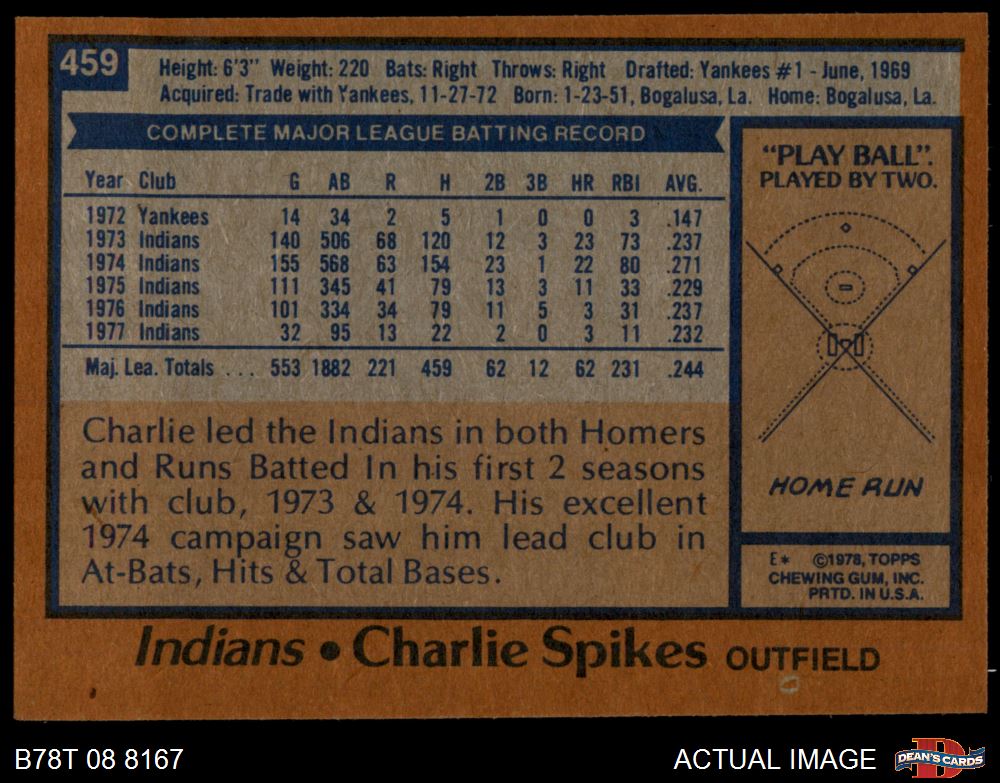 459
Height: 6'3" Weight: 220 Bats: Right Throws: Right Drafted: Yankees #1 - June, 1969
Acquired: Trade with Yankees, 11-27-72 Born: 1-23-51, Bogalusa, La. Home: Bogalusa, La.
COMPLETE MAJOR LEAGUE BATTING RECORD
Year Club G AB R H 2B 3B HR RBI AVG.
1972 Yankees 14 34 2 5 1 0 0 3 .147
1973 Indians 140 506 68 120 12 3 23 73 .237
1974 Indians 155 568 63 154 23 1 22 80 .271
1975 Indians 111 345 41 79 13 3 11 33 .229
1976 Indians 101 334 34 79 11 5 3 31 .237
1977 Indians 32 95 13 22 2 0 3 11 .232
Maj. Lea. Totals . . . 553 1882 221 459 62 12 62 231 .244
Charlie led the Indians in both Homers
and Runs Batted In his first 2 seasons
with club, 1973 & 1974. His excellent
1974 campaign saw him lead club in
At-Bats, Hits & Total Bases.
"PLAY BALL".
PLAYED BY TWO.
HOME RUN
E* ©1978, TOPPS
CHEWING GUM, INC.
PRTD. IN U.S.A.
Indians • Charlie Spikes OUTFIELD
B78T 08 8167
ACTUAL IMAGE
DEAN'S CARDS